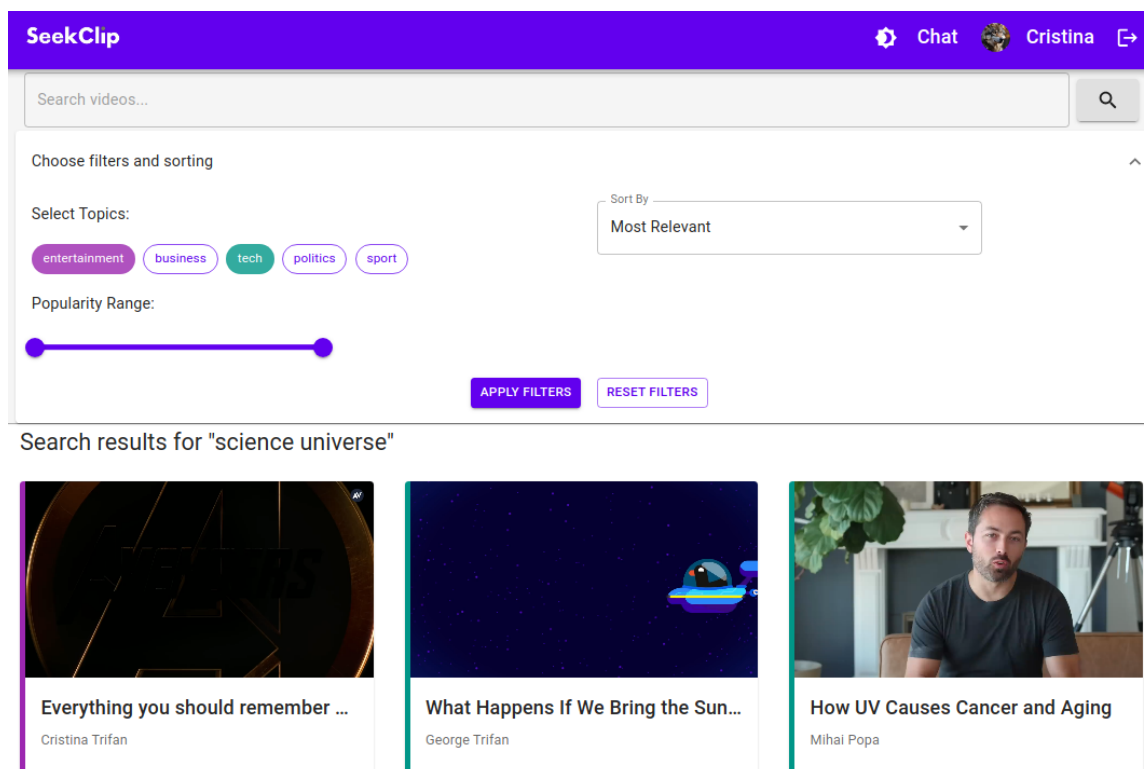 SeekClip
Chat
Cristina
Search videos...
Choose filters and sorting
Select Topics:
Sort By
Most Relevant
entertainment
business
tech
politics
sport
Popularity Range:
APPLY FILTERS
RESET FILTERS
Search results for "science universe"
Everything you should remember ...
Cristina Trifan
What Happens If We Bring the Sun...
George Trifan
How UV Causes Cancer and Aging
Mihai Popa